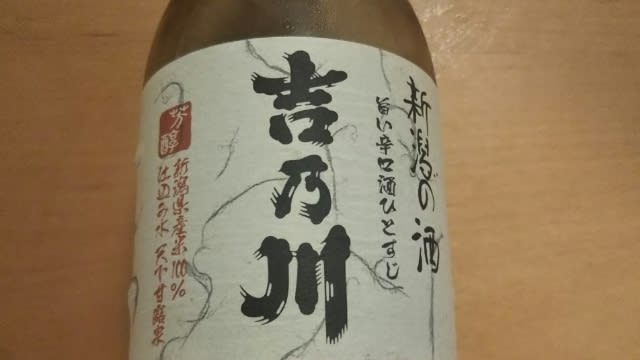 新潟の酒
旨い辛口酒ひとすじ
吉乃川
芳醇
新潟県産米100%
仕込み水 天下甘露泉